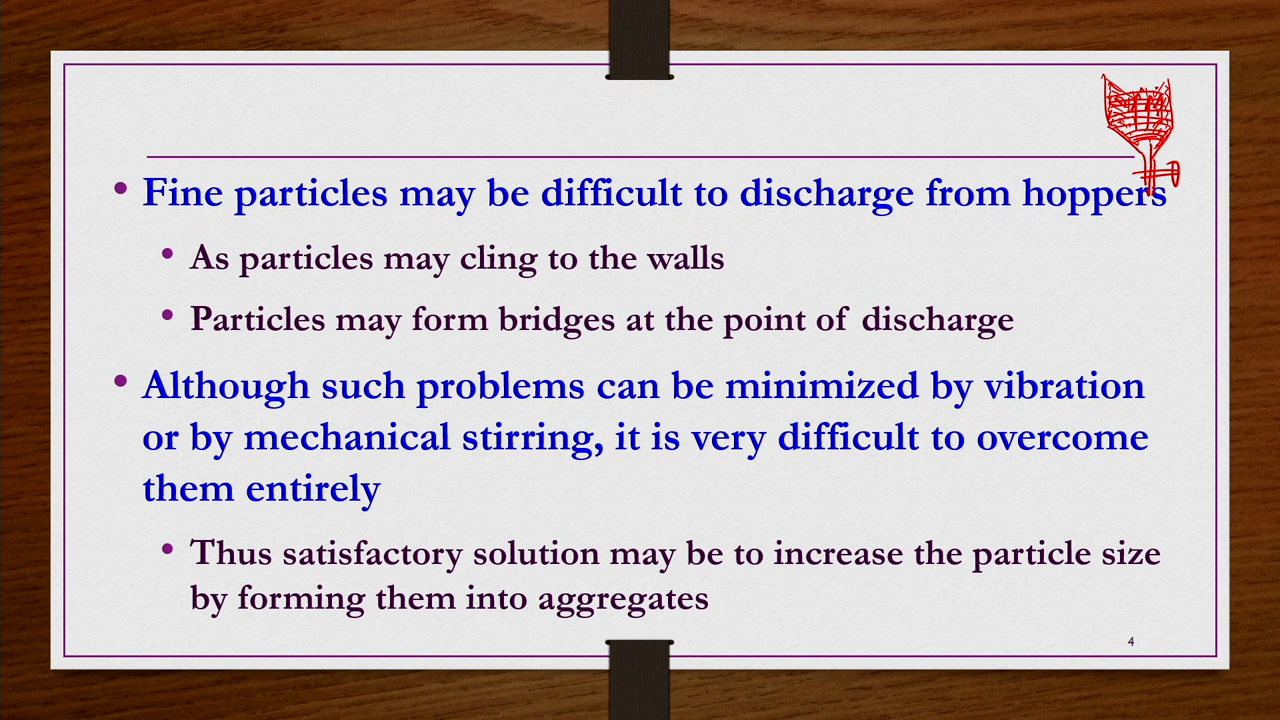 • Fine particles may be difficult to discharge from hoppers
• As particles may cling to the walls
• Particles may form bridges at the point of discharge
• Although such problems can be minimized by vibration
or by mechanical stirring, it is very difficult to overcome
them entirely
• Thus satisfactory solution may be to increase the particle size
by forming them into aggregates
4